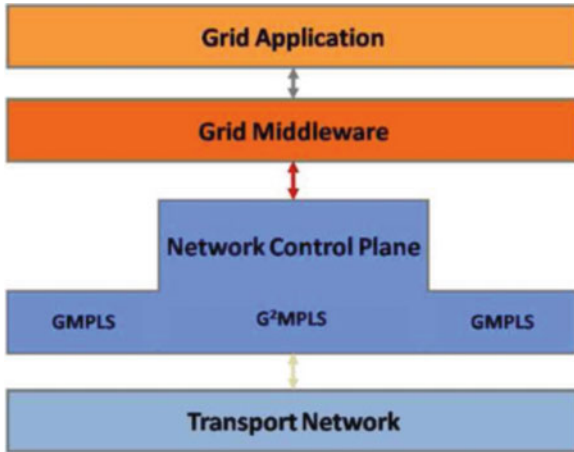 Grid Application
Grid Middleware
Network Control Plane
GMPLS G²MPLS GMPLS
Transport Network